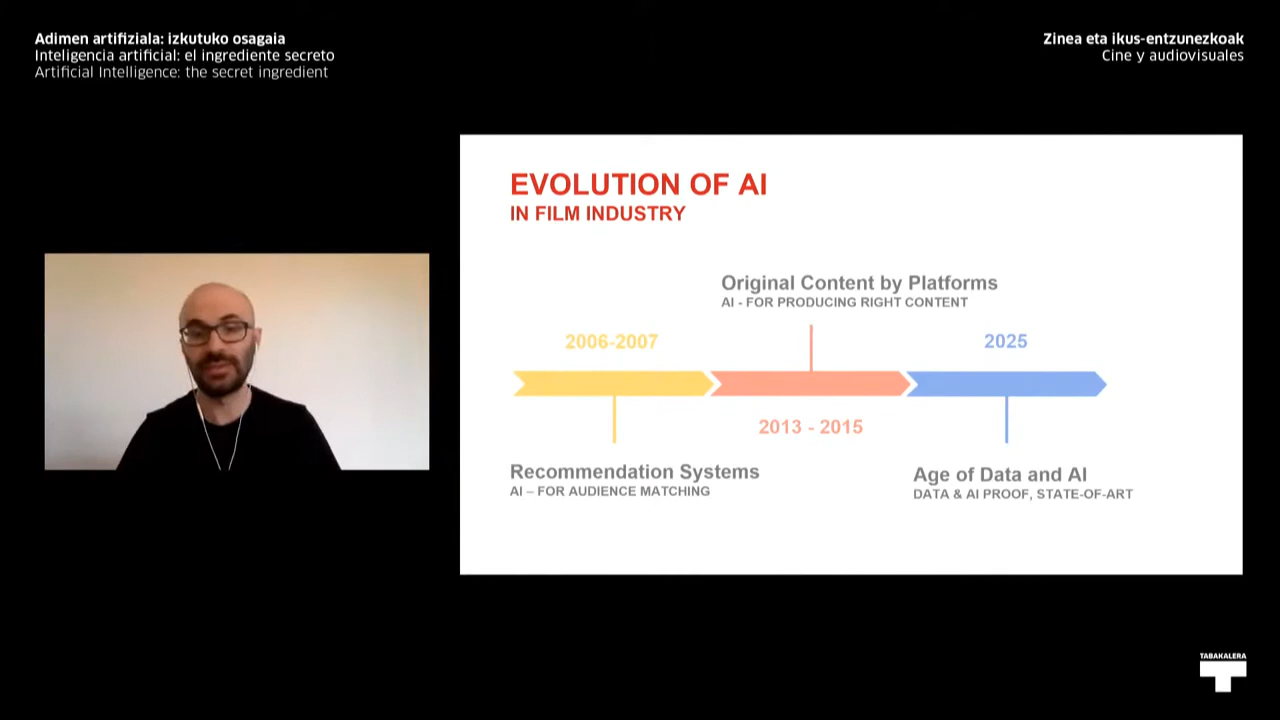 Adimen artifiziala: izkutuko osagaia
Inteligencia artificial: el ingrediente secreto
Artificial Intelligence: the secret ingredient
Zinea eta ikus-entzunezkoak
Cine y audiovisuales
EVOLUTION OF AI
IN FILM INDUSTRY
Original Content by Platforms
AI - FOR PRODUCING RIGHT CONTENT
2006-2007
2025
2013 - 2015
Recommendation Systems
AI – FOR AUDIENCE MATCHING
Age of Data and AI
DATA & AI PROOF, STATE-OF-ART
TABAKALERA